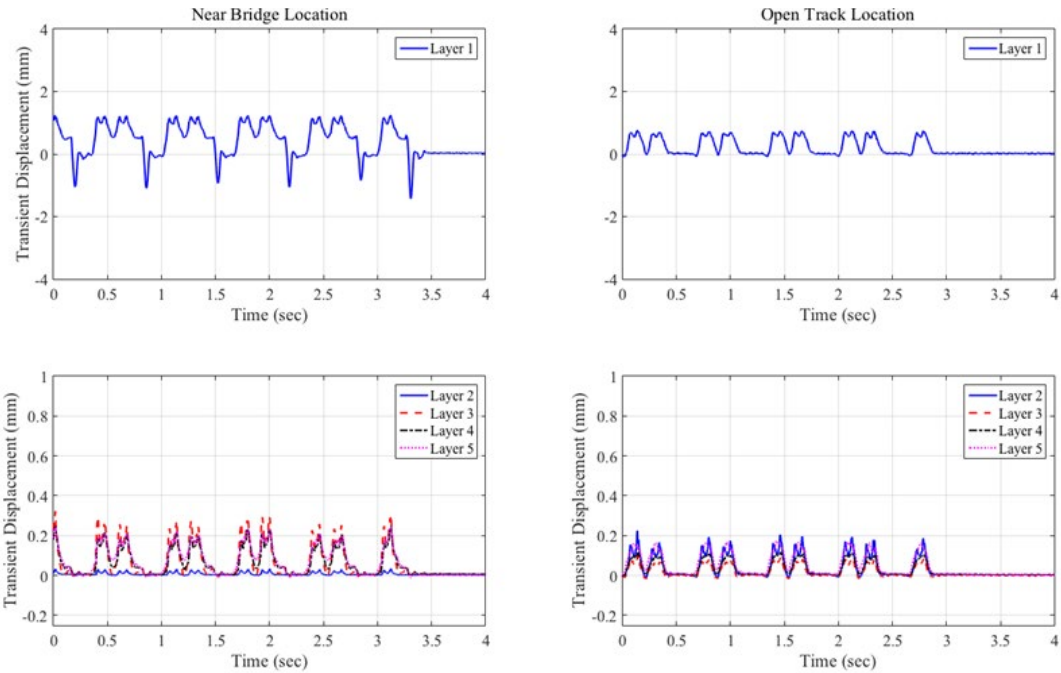 Near Bridge Location
Transient Displacement (mm)
4
2
0
-2
-4
Layer 1
0 0.5 1 1.5 2 2.5 3 3.5 4
Time (sec)
Open Track Location
4
2
0
-2
-4
Layer 1
0 0.5 1 1.5 2 2.5 3 3.5 4
Time (sec)
Transient Displacement (mm)
1
0.8
0.6
0.4
0.2
0
-0.2
Layer 2
Layer 3
Layer 4
Layer 5
0 0.5 1 1.5 2 2.5 3 3.5 4
Time (sec)
Transient Displacement (mm)
1
0.8
0.6
0.4
0.2
0
-0.2
Layer 2
Layer 3
Layer 4
Layer 5
0 0.5 1 1.5 2 2.5 3 3.5 4
Time (sec)